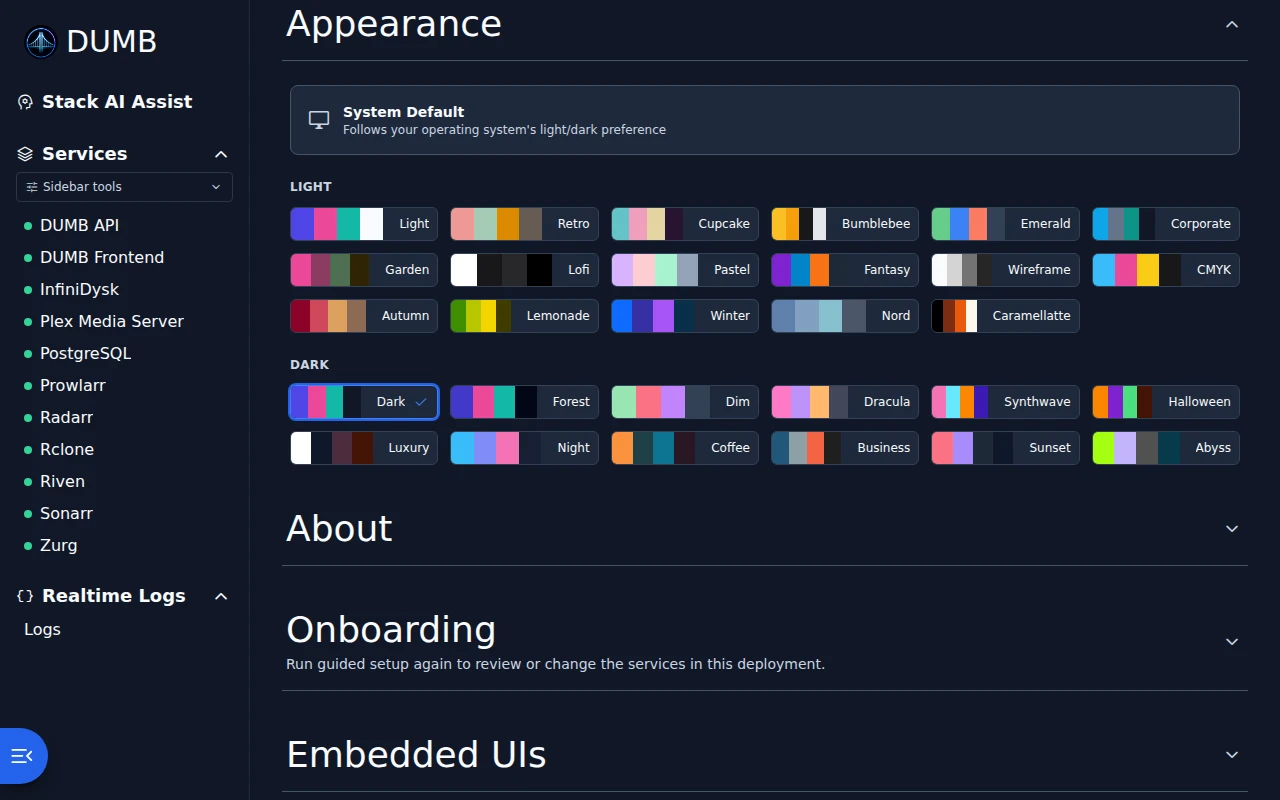 DUMB
Stack AI Assist
Services
Sidebar tools
DUMB API
DUMB Frontend
InfiniDysk
Plex Media Server
PostgreSQL
Prowlarr
Radarr
Rclone
Riven
Sonarr
Zurg
Realtime Logs
Logs
Appearance
System Default
Follows your operating system's light/dark preference
LIGHT
Light Retro Cupcake Bumblebee Emerald Corporate
Garden Lofi Pastel Fantasy Wireframe CMYK
Autumn Lemonade Winter Nord Caramellatte
DARK
Dark Forest Dim Dracula Synthwave Halloween
Luxury Night Coffee Business Sunset Abyss
About
Onboarding
Run guided setup again to review or change the services in this deployment.
Embedded UIs